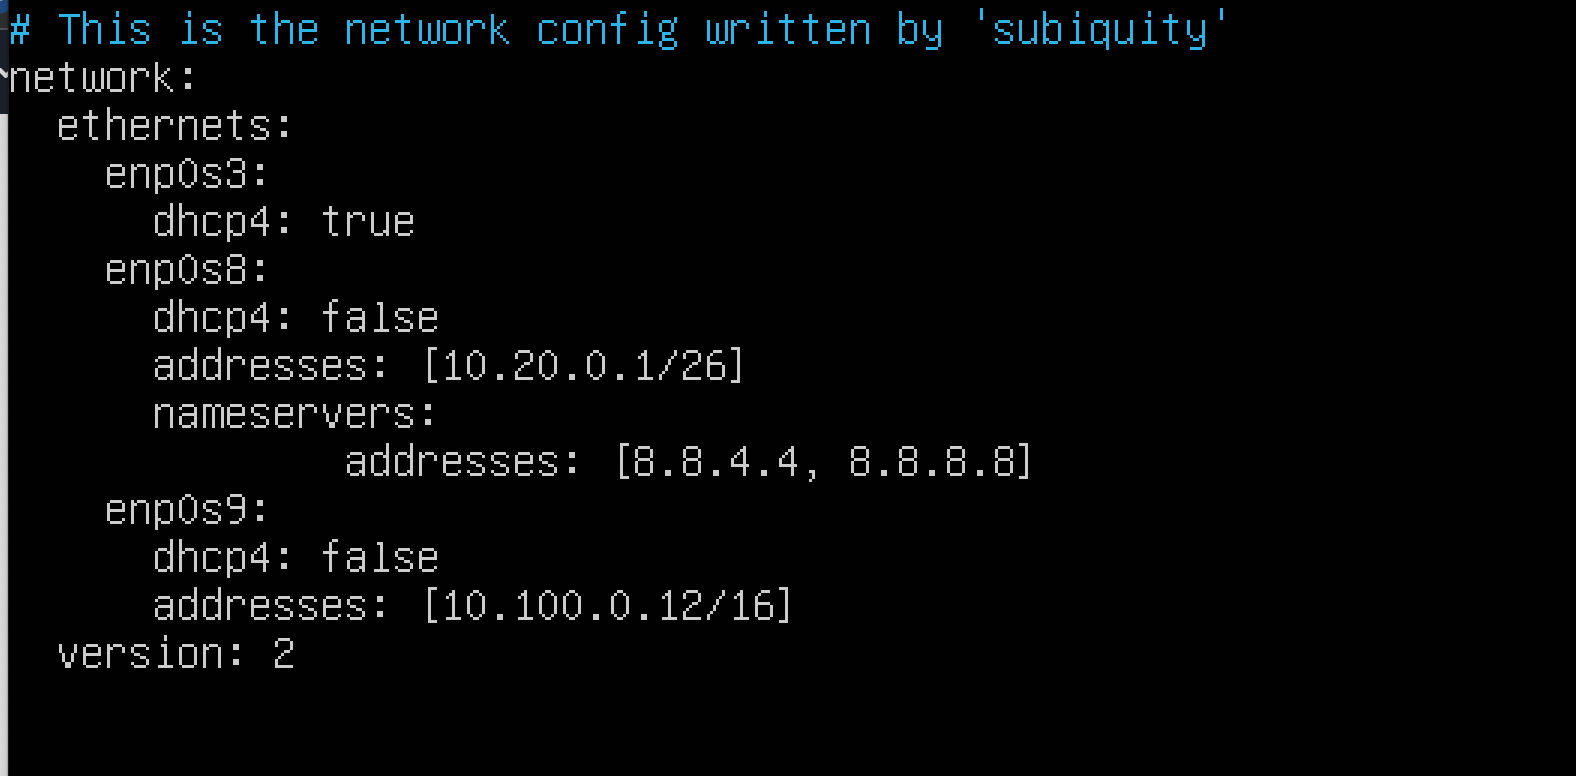 # This is the network config written by 'subiquity'
network:
  ethernets:
    enp0s3:
      dhcp4: true
    enp0s8:
      dhcp4: false
      addresses: [10.20.0.1/26]
      nameservers:
              addresses: [8.8.4.4, 8.8.8.8]
    enp0s9:
      dhcp4: false
      addresses: [10.100.0.12/16]
  version: 2